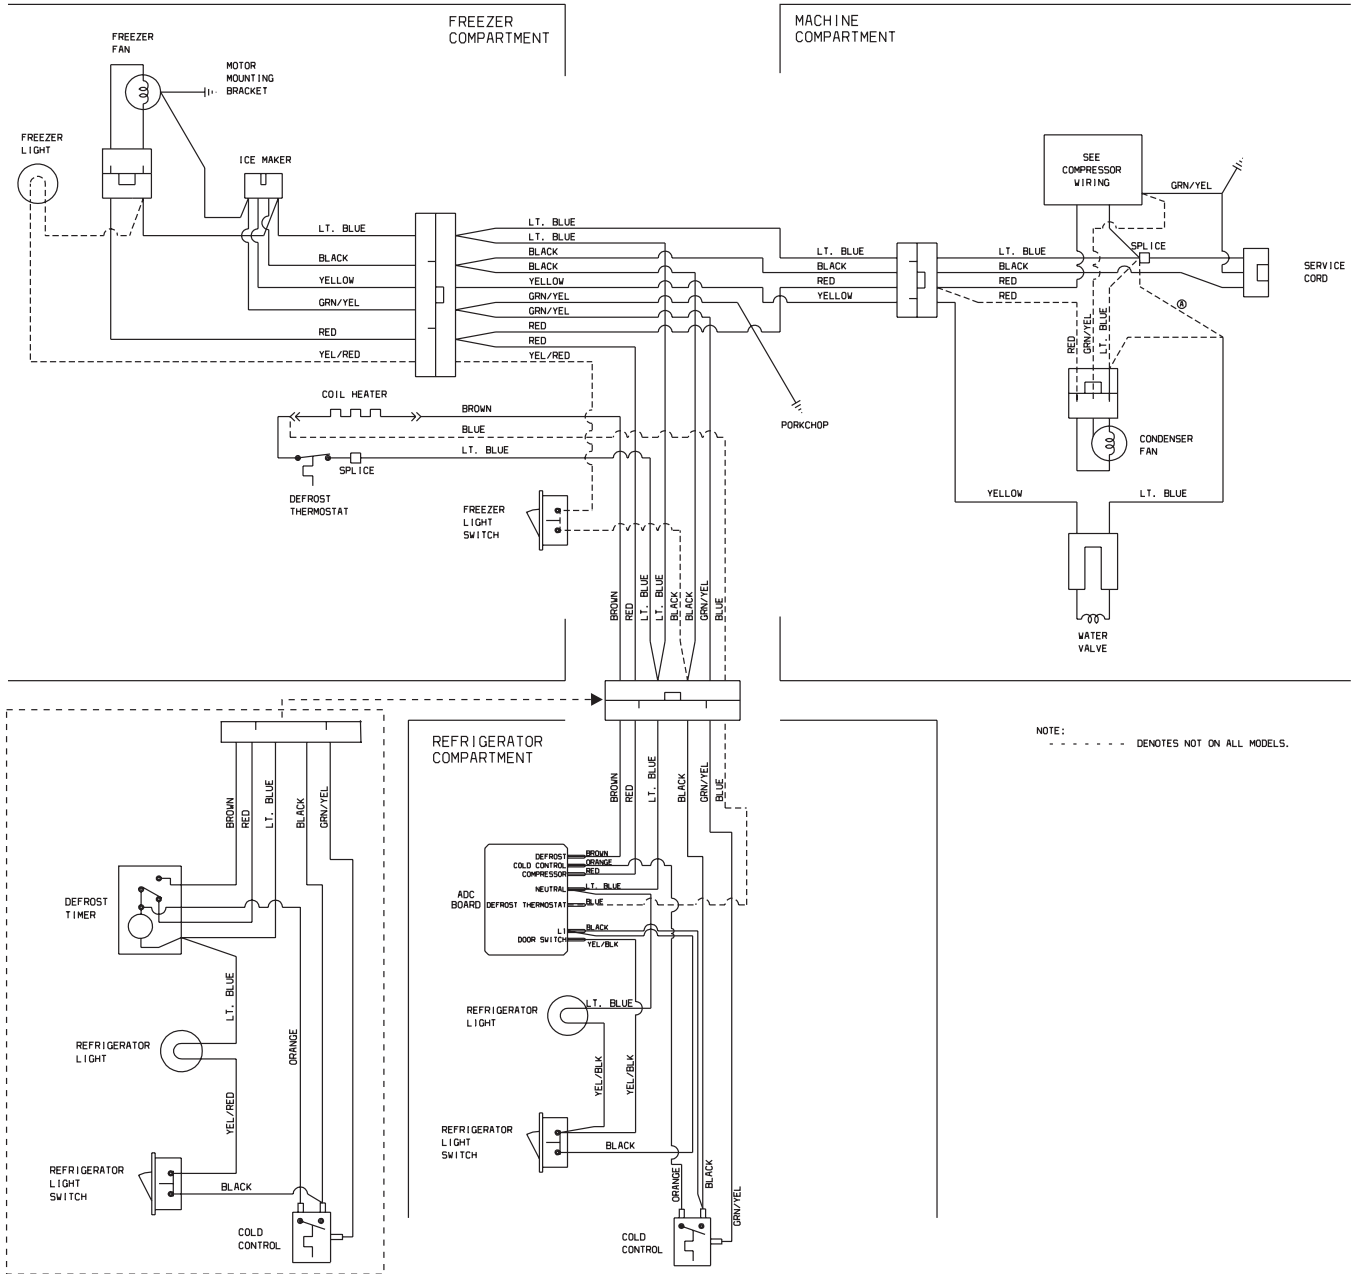 FREEZER
COMPARTMENT
MACHINE
COMPARTMENT
FREEZER
FAN
MOTOR
MOUNTING
BRACKET
FREEZER
LIGHT
ICE MAKER
LT. BLUE
BLACK
YELLOW
GRN/YEL
RED
YEL/RED
LT. BLUE
LT. BLUE
BLACK
BLACK
YELLOW
GRN/YEL
GRN/YEL
RED
RED
YEL/RED
LT. BLUE
BLACK
RED
YELLOW
SEE
COMPRESSOR
WIRING
GRN/YEL
SPLICE
LT. BLUE
BLACK
RED
SERVICE
CORD
A
RED
GRN/YEL
LT. BLUE
CONDENSER
FAN
YELLOW
LT. BLUE
WATER
VALVE
PORKCHOP
COIL HEATER
BROWN
BLUE
LT. BLUE
SPLICE
DEFROST
THERMOSTAT
FREEZER
LIGHT
SWITCH
BROWN
RED
LT. BLUE
LT. BLUE
BLACK
BLACK
GRN/YEL
BLUE
NOTE:
- - - - - - DENOTES NOT ON ALL MODELS.
REFRIGERATOR
COMPARTMENT
BROWN
RED
LT. BLUE
BLACK
GRN/YEL
BLUE
ADC
BOARD
DEFROST
COLD CONTROL
COMPRESSOR
NEUTRAL
DEFROST THERMOSTAT
L1
DOOR SWITCH
BROWN
ORANGE
RED
LT. BLUE
BLUE
BLACK
YEL/BLK
REFRIGERATOR
LIGHT
LT. BLUE
YEL/BLK
YEL/BLK
REFRIGERATOR
LIGHT
SWITCH
BLACK
ORANGE
BLACK
GRN/YEL
COLD
CONTROL
BROWN
RED
LT. BLUE
BLACK
GRN/YEL
DEFROST
TIMER
LT. BLUE
REFRIGERATOR
LIGHT
ORANGE
YEL/RED
REFRIGERATOR
LIGHT
SWITCH
BLACK
COLD
CONTROL